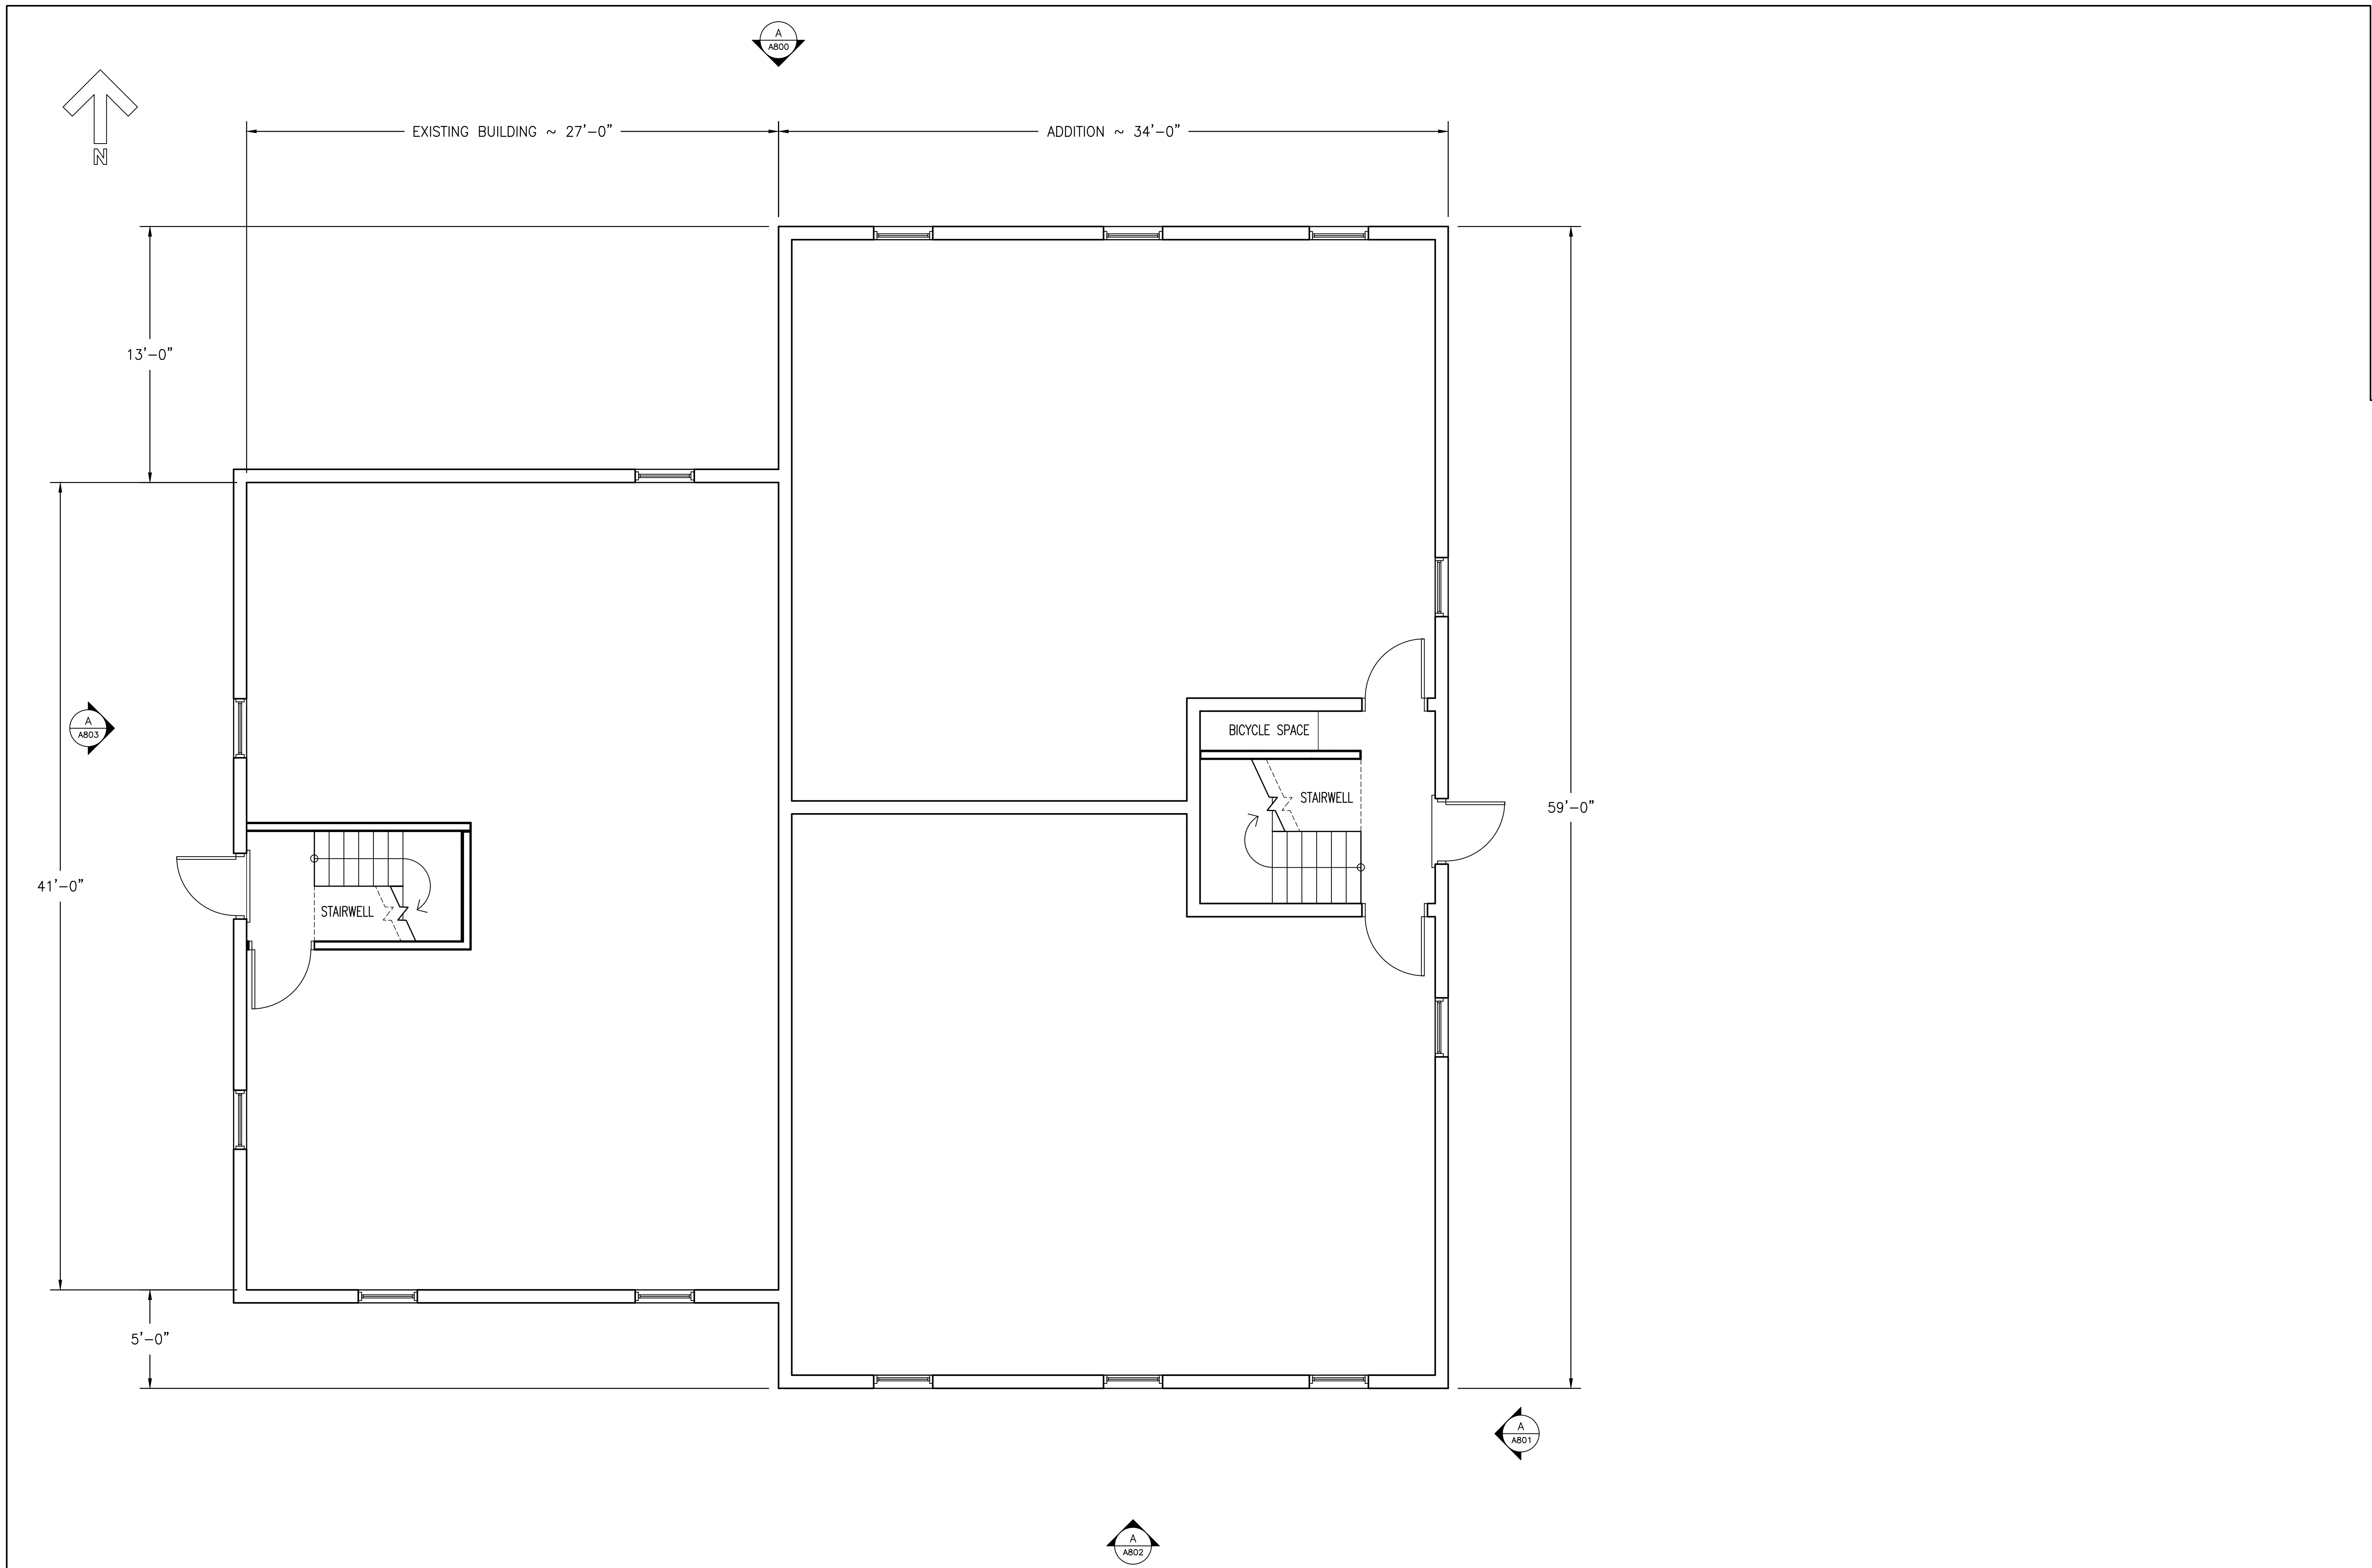 A
A800
N
EXISTING BUILDING ~ 27'-0"
ADDITION ~ 34'-0"
13'-0"
A
A803
BICYCLE SPACE
STAIRWELL
59'-0"
41'-0"
STAIRWELL
5'-0"
A
A801
A
A802